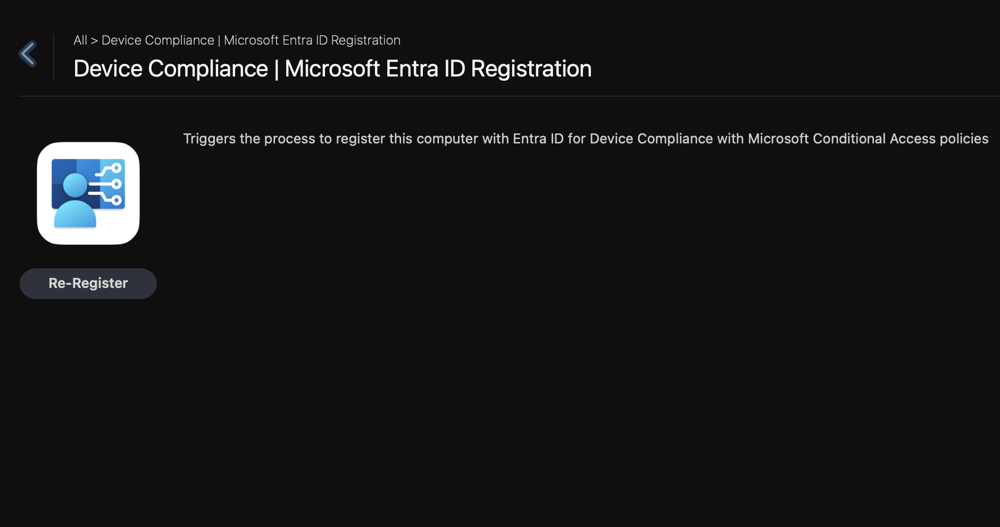 All > Device Compliance | Microsoft Entra ID Registration
Device Compliance | Microsoft Entra ID Registration
Triggers the process to register this computer with Entra ID for Device Compliance with Microsoft Conditional Access policies
Re-Register